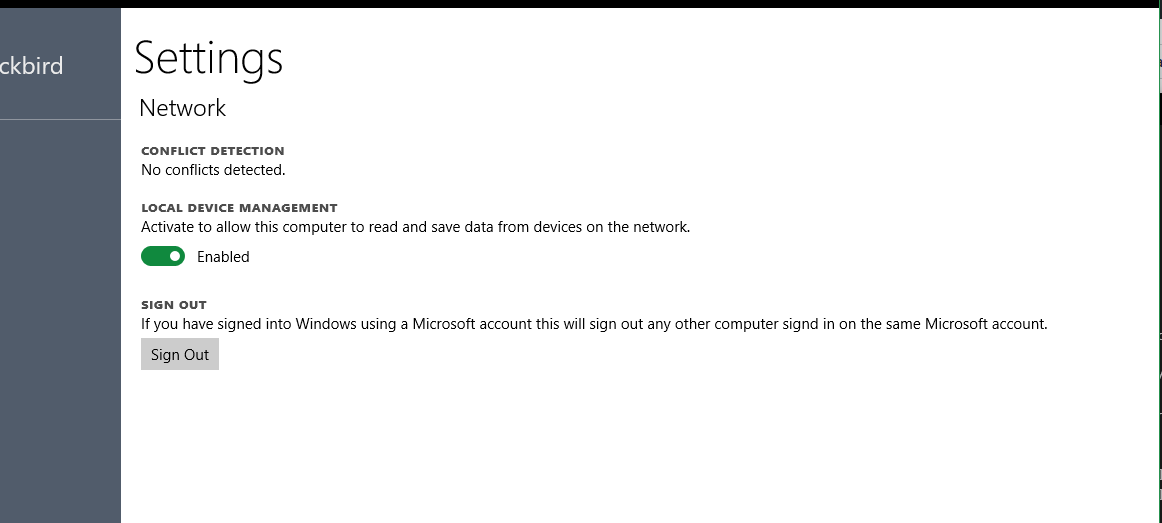 ckbird
Settings
Network
CONFLICT DETECTION
No conflicts detected.
LOCAL DEVICE MANAGEMENT
Activate to allow this computer to read and save data from devices on the network.
Enabled
SIGN OUT
If you have signed into Windows using a Microsoft account this will sign out any other computer signd in on the same Microsoft account.
Sign Out